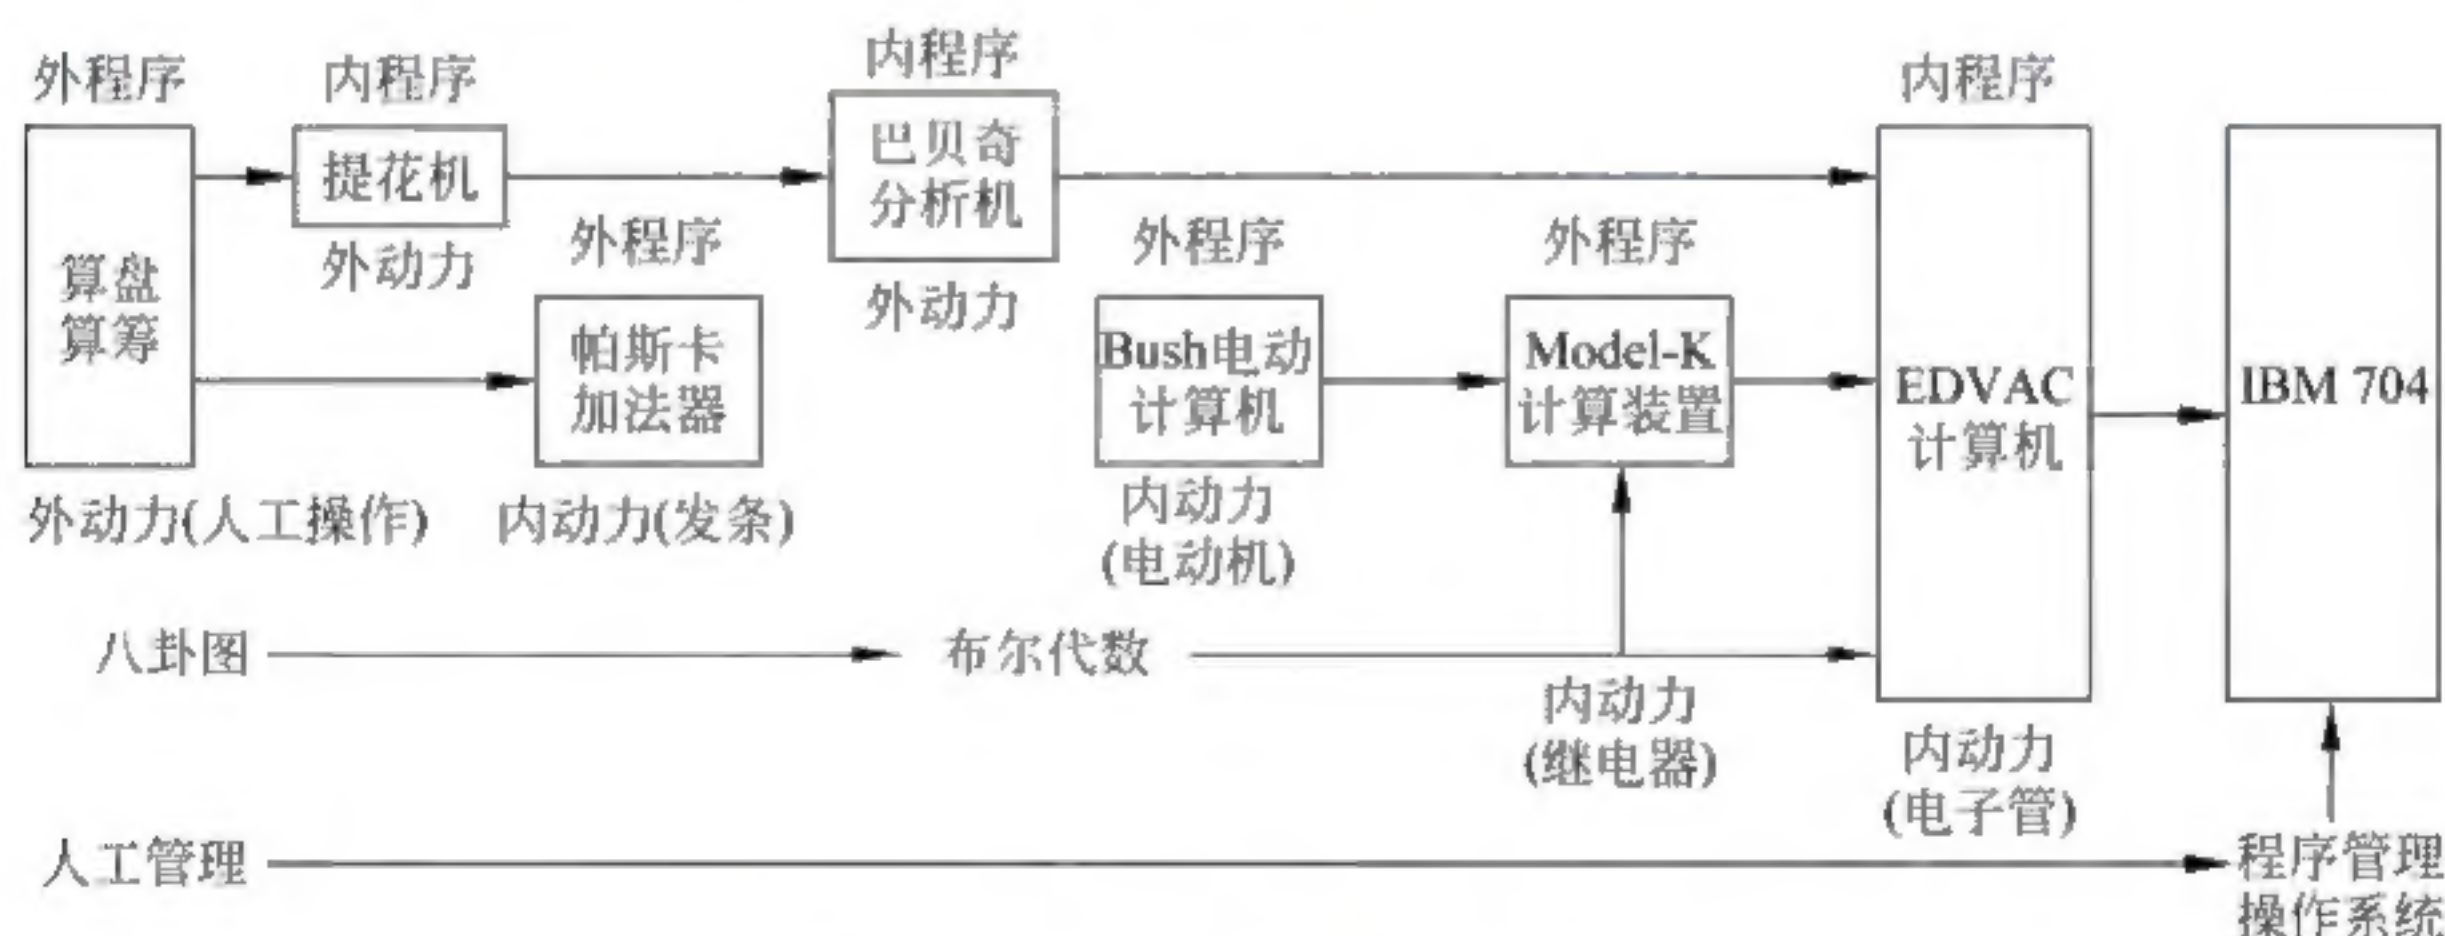 外程序
内程序
内程序
内程序
算盘
算筹
提花机
巴贝奇
分析机
外动力
外程序
外动力
外程序
外程序
帕斯卡
加法器
Bush电动
计算机
Model-K
计算装置
EDVAC
计算机
IBM 704
外动力(人工操作)
内动力(发条)
内动力
(电动机)
八卦图
布尔代数
内动力
(继电器)
内动力
(电子管)
人工管理
程序管理
操作系统